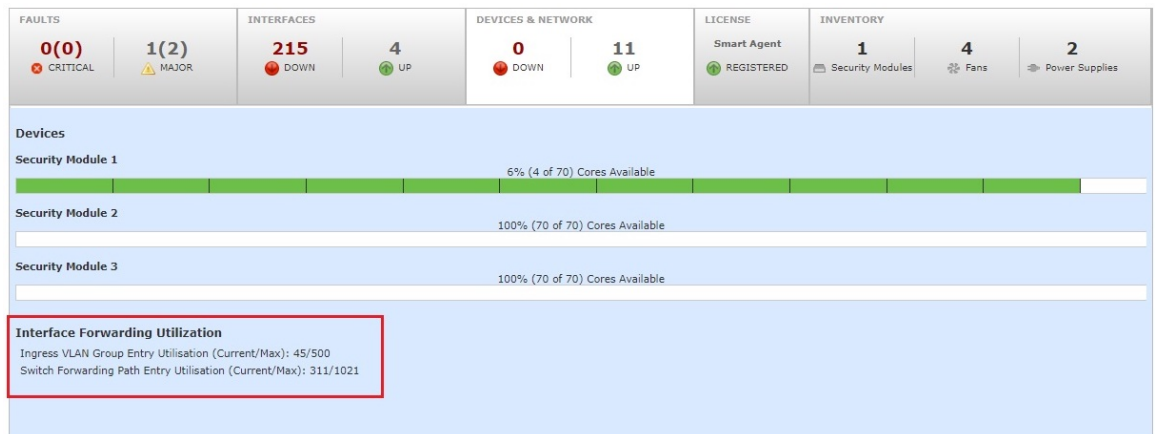 FAULTS
0(0)
CRITICAL
1(2)
MAJOR
INTERFACES
215
DOWN
4
UP
DEVICES & NETWORK
0
DOWN
11
UP
LICENSE
Smart Agent
REGISTERED
INVENTORY
1
Security Modules
4
Fans
2
Power Supplies
Devices
Security Module 1
6% (4 of 70) Cores Available
Security Module 2
100% (70 of 70) Cores Available
Security Module 3
100% (70 of 70) Cores Available
Interface Forwarding Utilization
Ingress VLAN Group Entry Utilisation (Current/Max): 45/500
Switch Forwarding Path Entry Utilisation (Current/Max): 311/1021